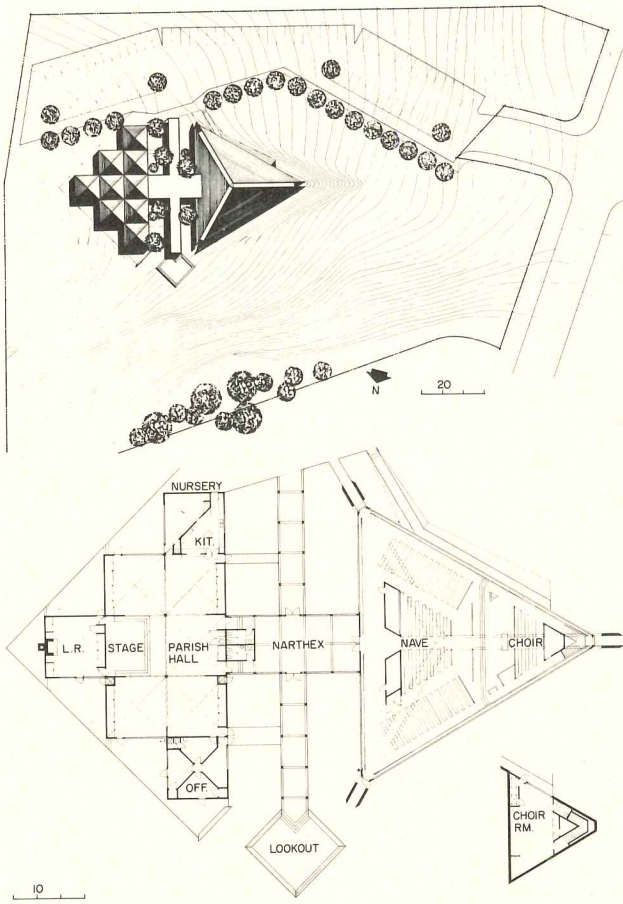 N
20
NURSERY
KIT.
L.R.
STAGE
PARISH
HALL
NARTHEX
NAVE
CHOIR
OFF.
CHOIR
RM.
LOOKOUT
10